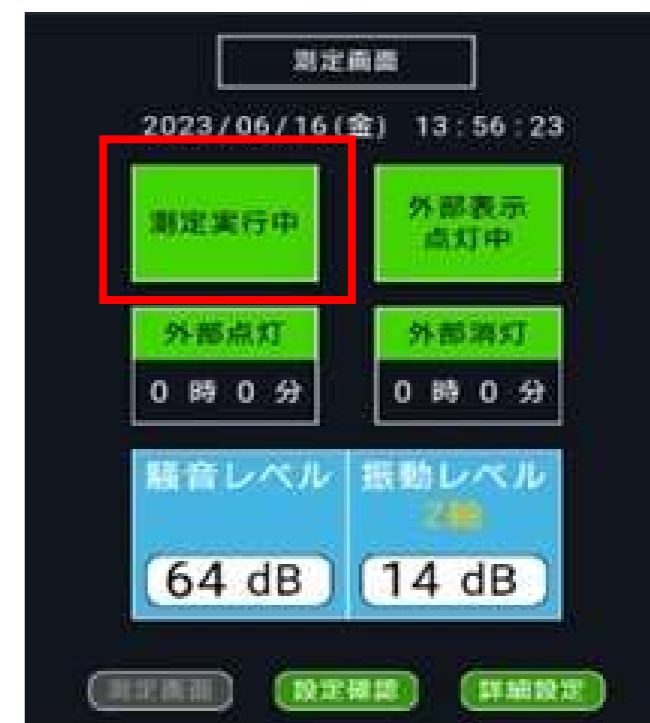 測定画面
2023/06/16(金) 13:56:23
測定実行中
外部表示
点灯中
外部点灯
0 時 0 分
外部消灯
0 時 0 分
騒音レベル
64 dB
振動レベル
Z軸
14 dB
測定画面
設定確認
詳細設定